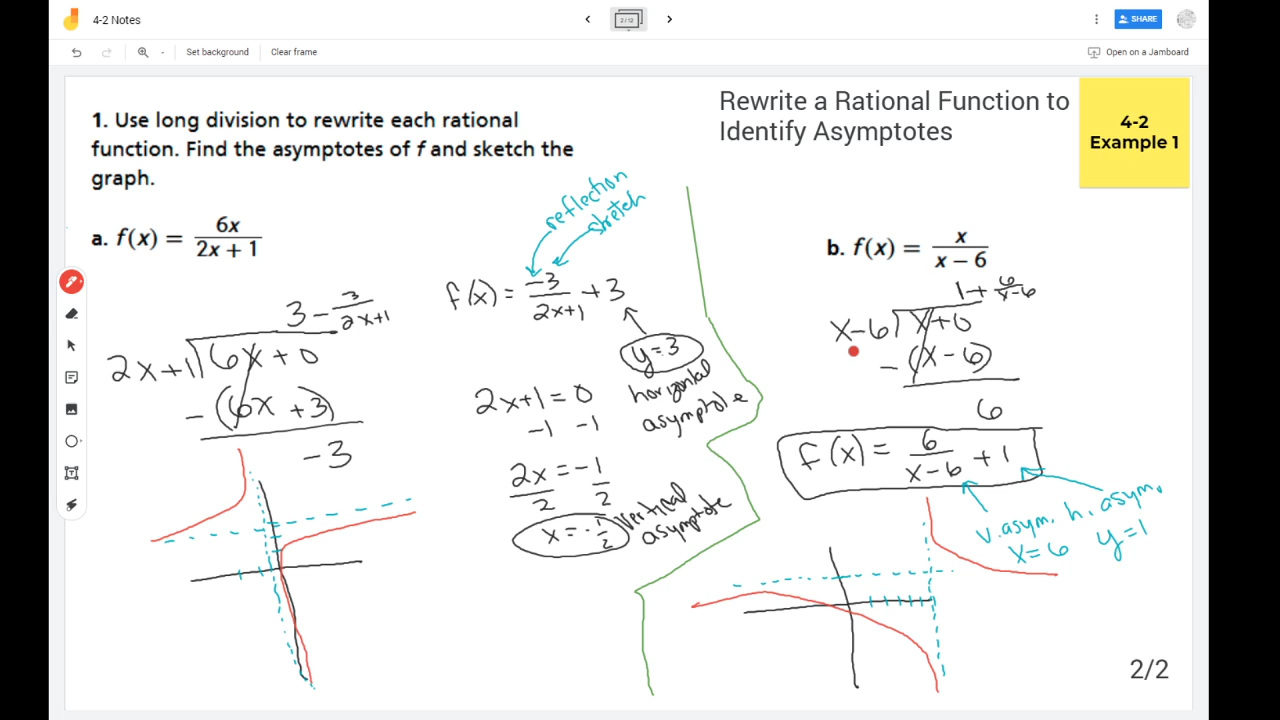 4-2 Notes
2/12
SHARE
Set background
Clear frame
Open on a Jamboard
1. Use long division to rewrite each rational
function. Find the asymptotes of f and sketch the
graph.
Rewrite a Rational Function to
Identify Asymptotes
4-2
Example 1
a. f(x) = 6x / 2x + 1
3 - 3/2x+1
2x+1 6x + 0
- (6x + 3)
-3
reflection
stretch
f(x) = -3/2x+1 + 3
y=3
horizontal
asymptote
2x+1 = 0
-1 -1
2x = -1
2 2
x = -1/2
vertical
asymptote
b. f(x) = x / x - 6
1 + 6/x-6
x-6 x+0
- (x - 6)
6
f(x) = 6/x-6 + 1
v. asym.
x=6
h. asym.
y=1
2/2